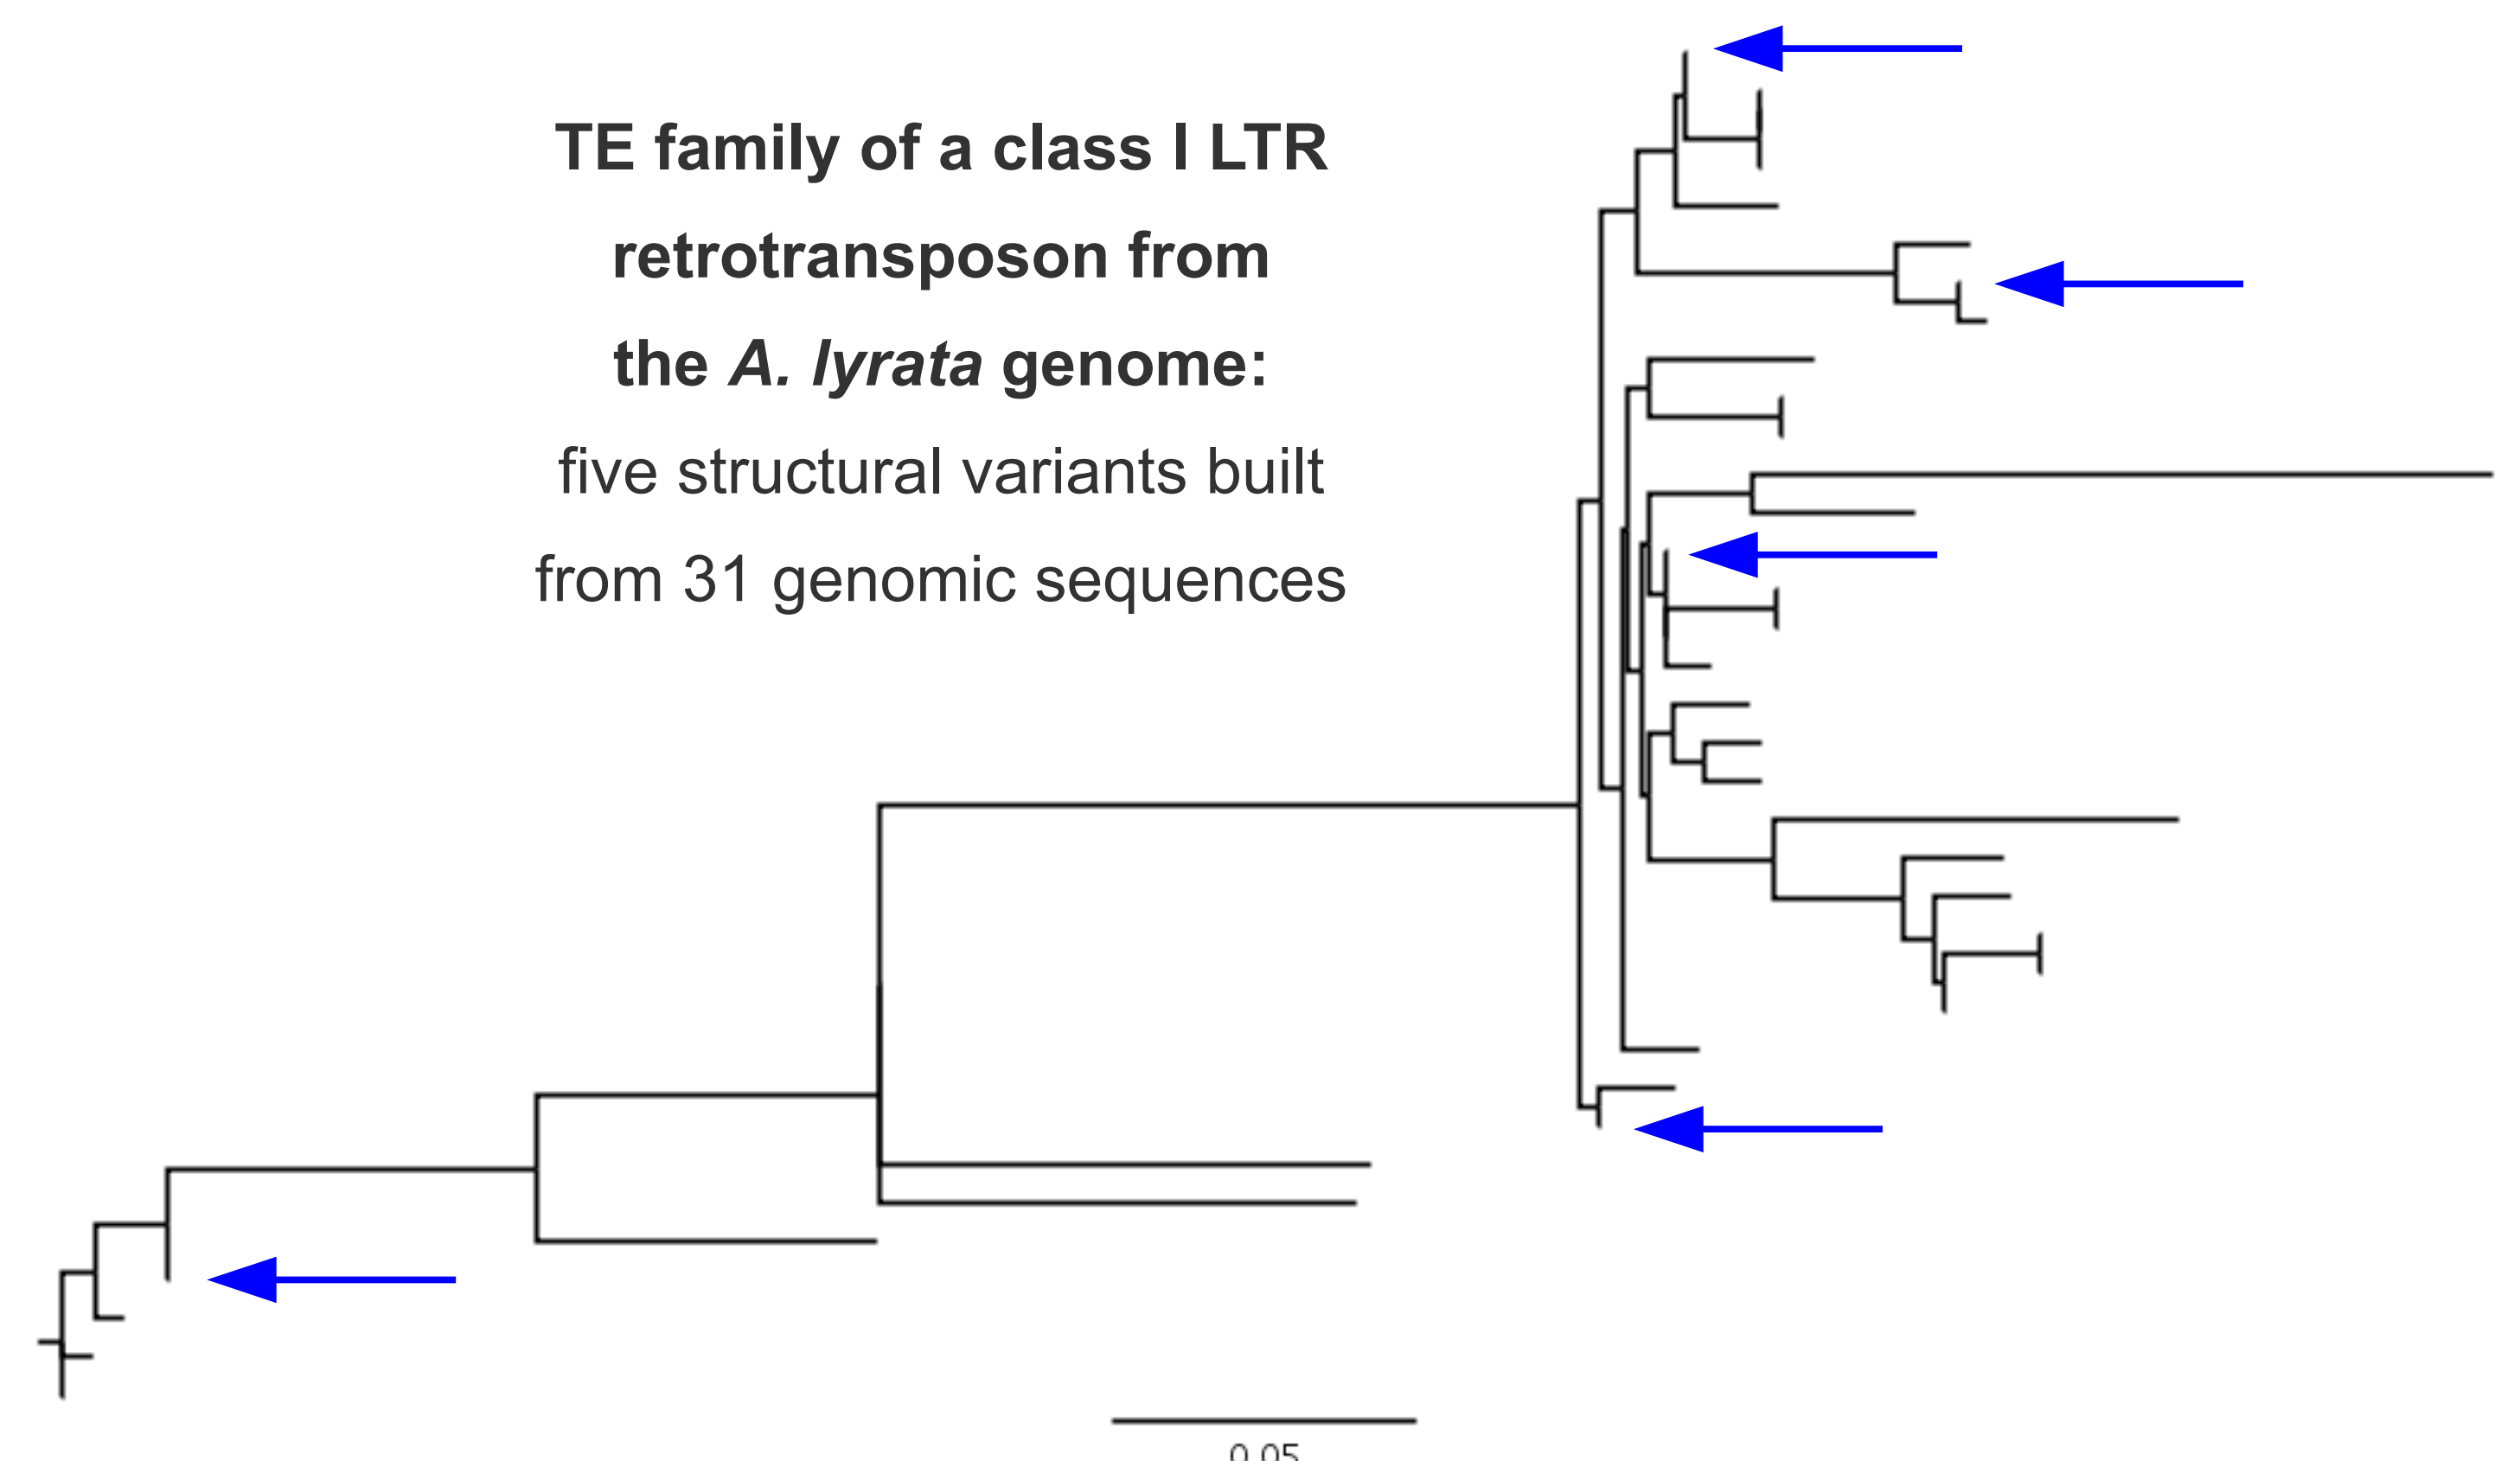 TE family of a class I LTR
retrotransposon from
the A. lyrata genome:
five structural variants built
from 31 genomic sequences
0.05